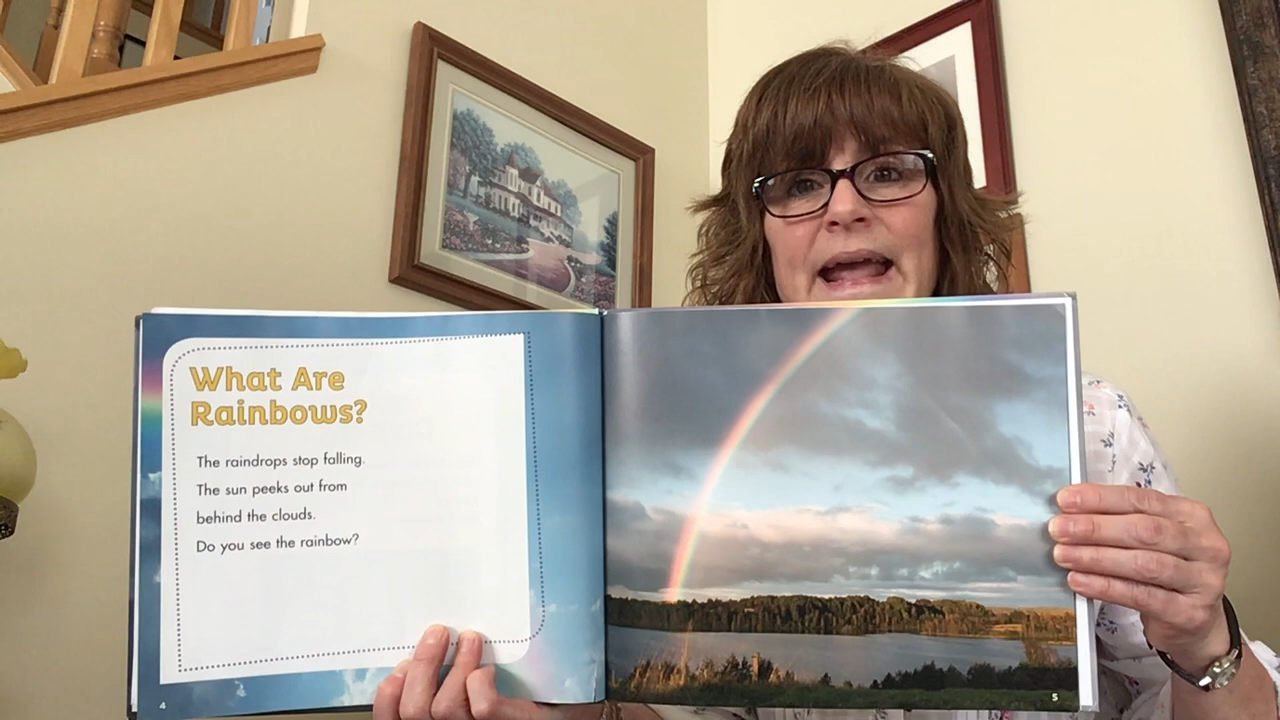 What Are
Rainbows?
The raindrops stop falling.
The sun peeks out from
behind the clouds.
Do you see the rainbow?
4
5